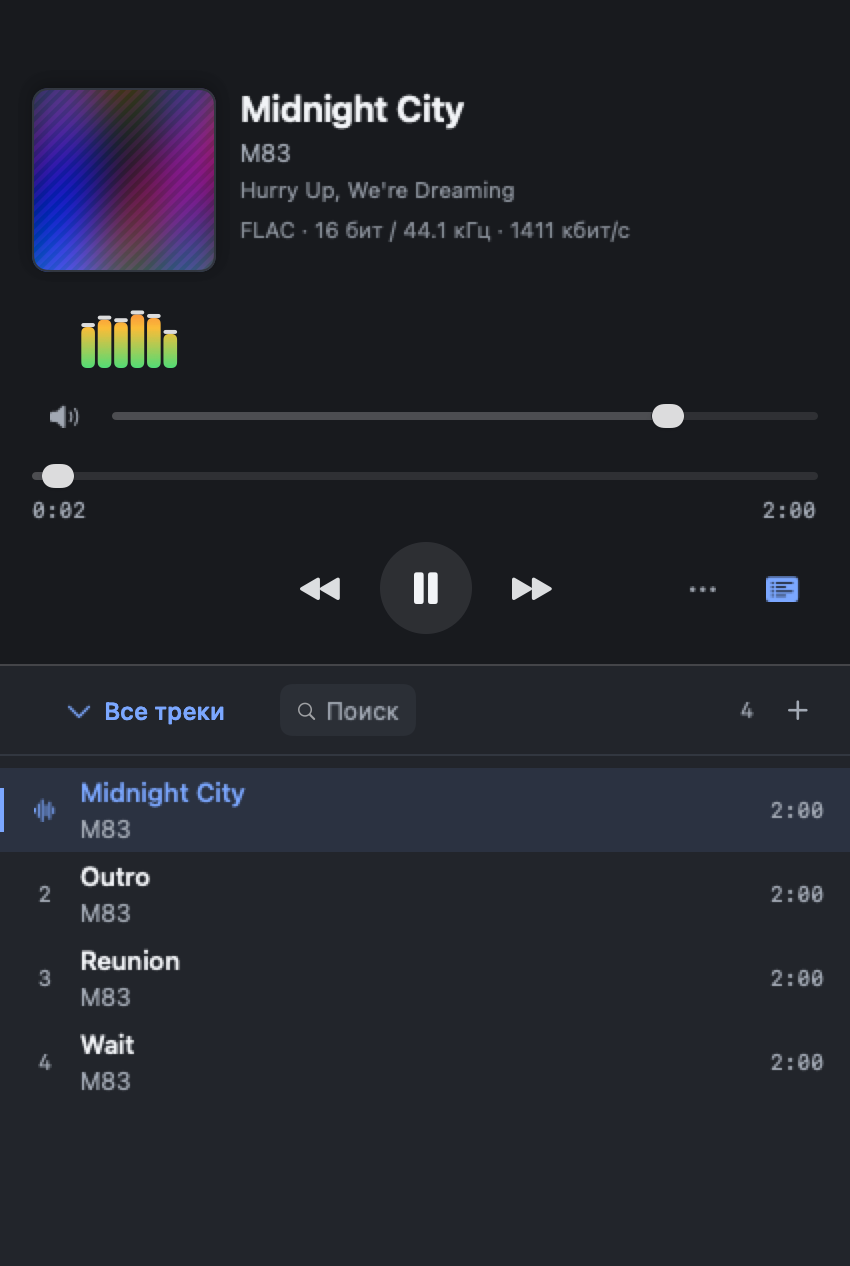 Midnight City
M83
Hurry Up, We're Dreaming
FLAC · 16 бит / 44.1 кГц · 1411 кбит/с
0:02 2:00
Все треки Поиск 4
Midnight City
M83 2:00
2 Outro
M83 2:00
3 Reunion
M83 2:00
4 Wait
M83 2:00